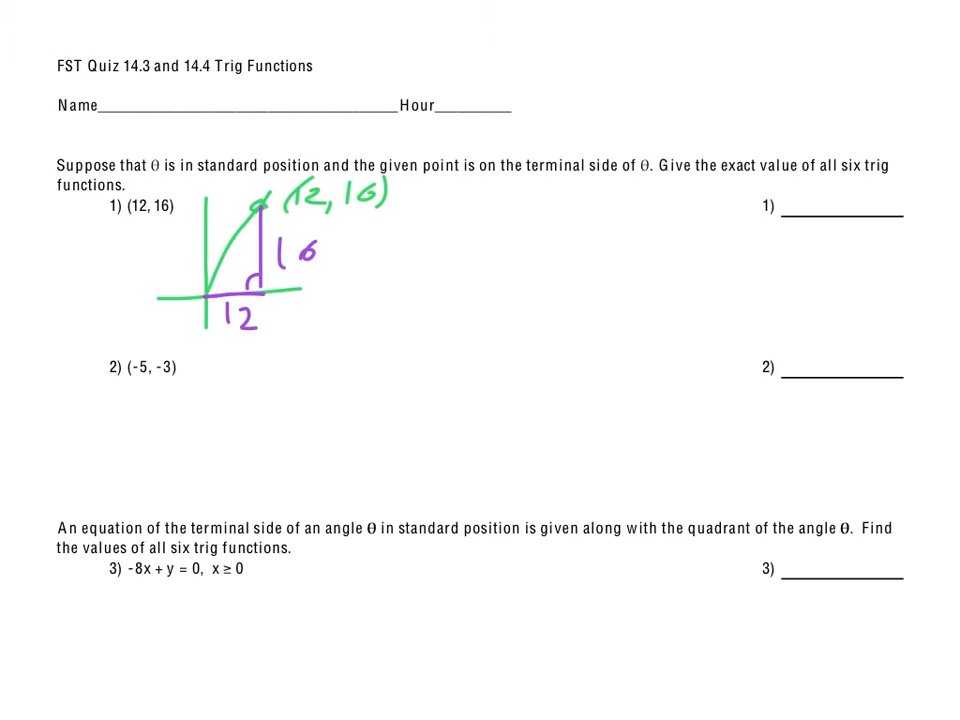 FST Quiz 14.3 and 14.4 Trig Functions
Name___________________________________Hour_________
Suppose that θ is in standard position and the given point is on the terminal side of θ. Give the exact value of all six trig
functions.
(12, 16)
1) (12, 16) 1) ____________
16
12
2) (-5, -3) 2) ____________
An equation of the terminal side of an angle θ in standard position is given along with the quadrant of the angle θ. Find
the values of all six trig functions.
3) -8x + y = 0, x ≥ 0 3) ____________